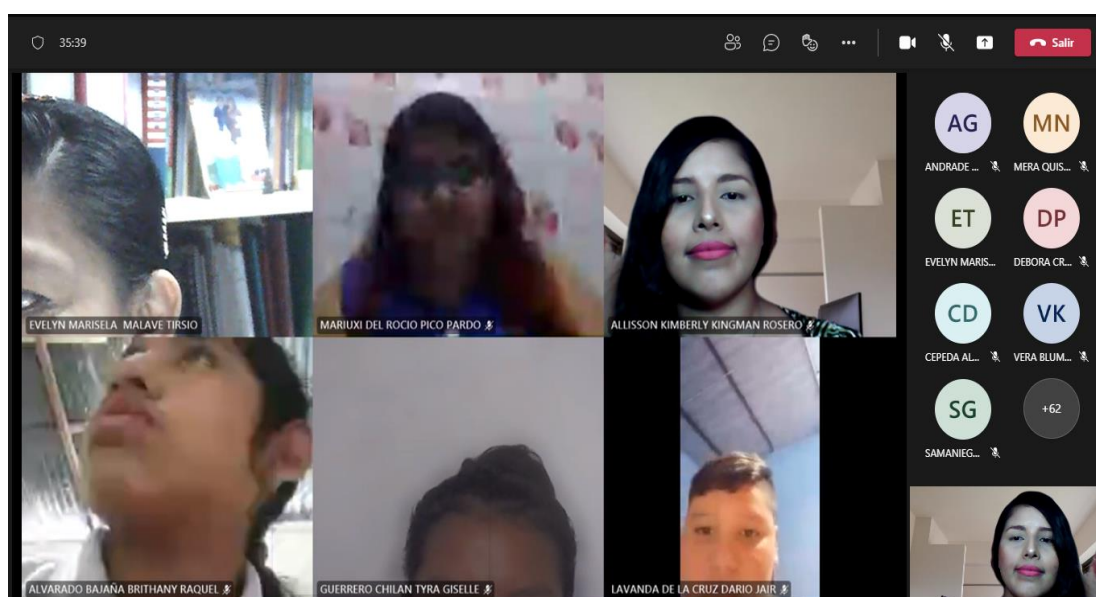 35:39
Salir
AG
MN
ANDRADE ...
MERA QUIS...
ET
DP
EVELYN MARIS...
DEBORA CR...
CD
VK
CEPEDA AL...
VERA BLUM...
SG
+62
SAMANIEG...
EVELYN MARISELA MALAVE TIRSIO
MARIUXI DEL ROCIO PICO PARDO
ALLISSON KIMBERLY KINGMAN ROSERO
ALVARADO BAJAÑA BRITHANY RAQUEL
GUERRERO CHILAN TYRA GISELLE
LAVANDA DE LA CRUZ DARIO JAIR